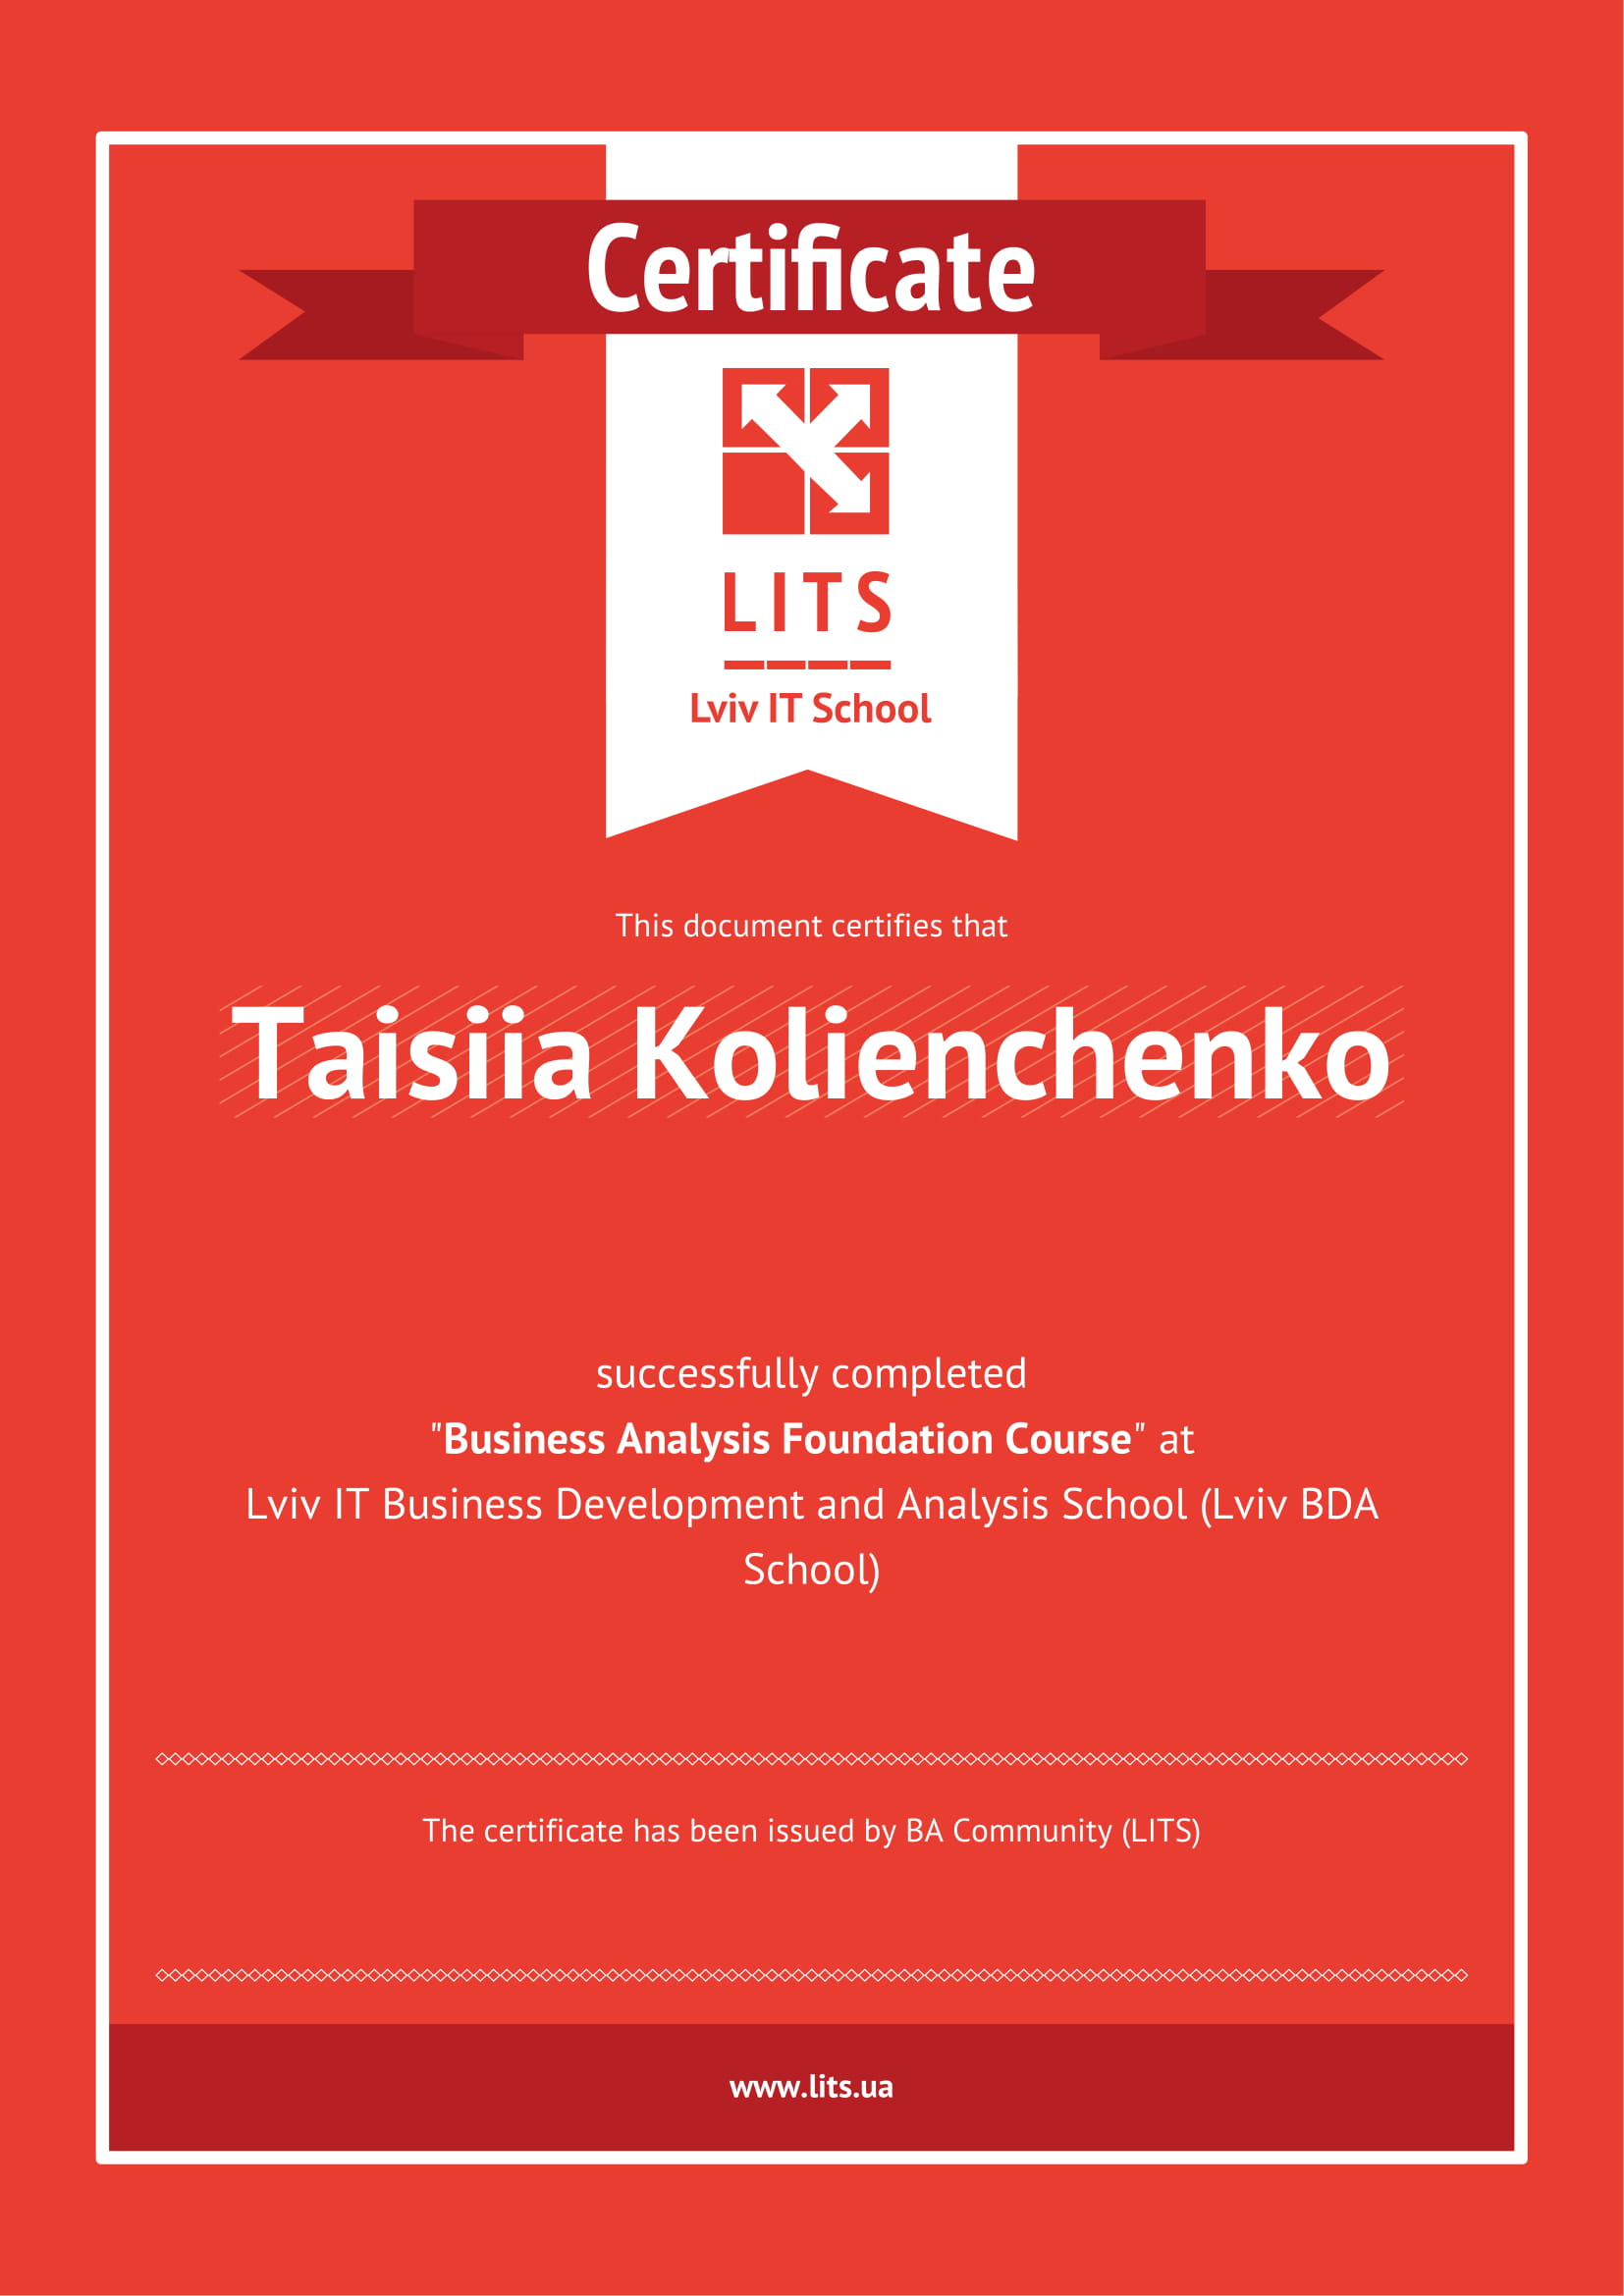 Certificate
LITS
Lviv IT School
This document certifies that
Taisiia Kolienchenko
successfully completed
"Business Analysis Foundation Course" at
Lviv IT Business Development and Analysis School (Lviv BDA
School)
The certificate has been issued by BA Community (LITS)
www.lits.ua